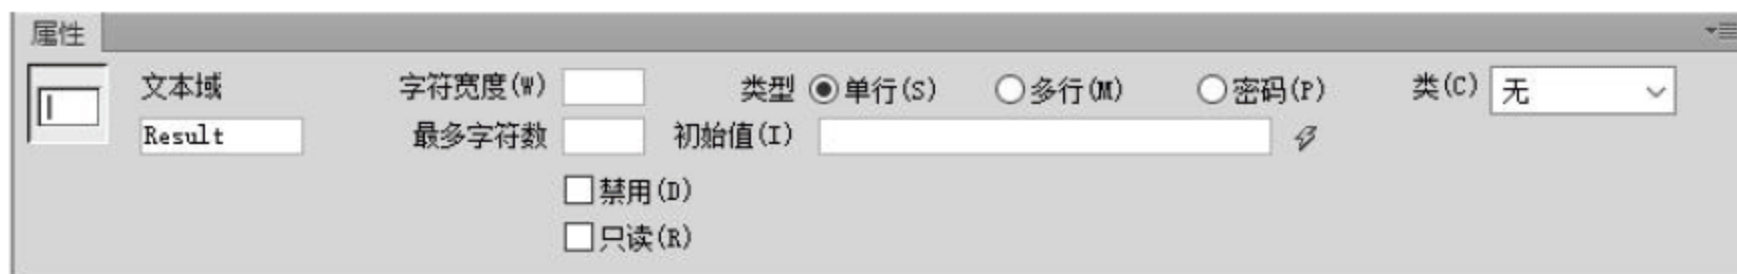 属性
文本域 字符宽度(W) 类型 单行(S) 多行(M) 密码(P) 类(C) 无
Result 最多字符数 初始值(I)
禁用(D)
只读(R)